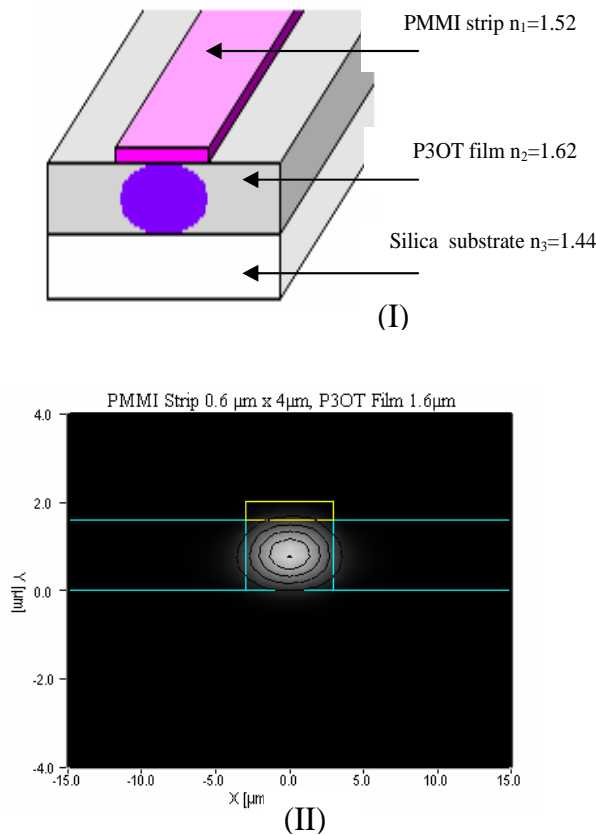 PMMI strip n₁=1.52
P3OT film n₂=1.62
Silica substrate n₃=1.44
(I)
PMMI Strip 0.6 µm x 4µm, P3OT Film 1.6µm
4.0
2.0
0.0
-2.0
-4.0
Y [µm]
-15.0 -10.0 -5.0 0.0 5.0 10.0 15.0
X [µm
(II)